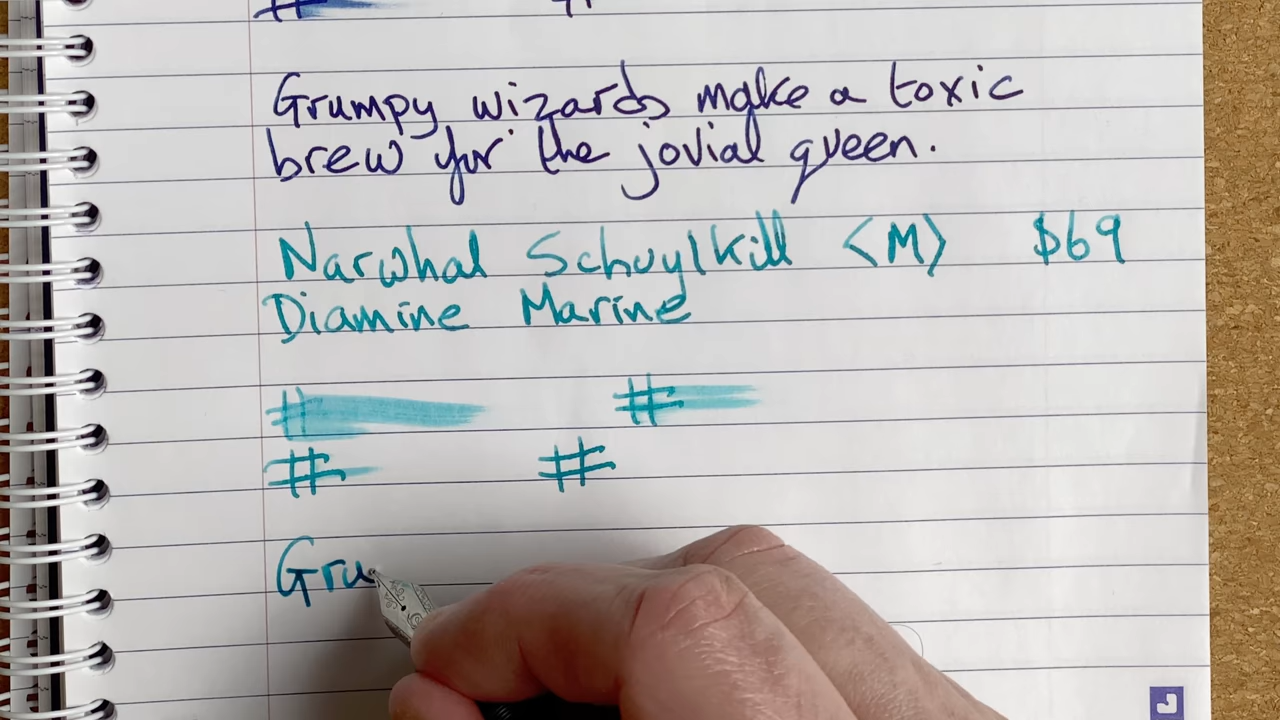 #
Grumpy wizards make a toxic
brew for the jovial queen.
Narwhal Schuylkill <M> $69
Diamine Marine
# #
# #
Gru